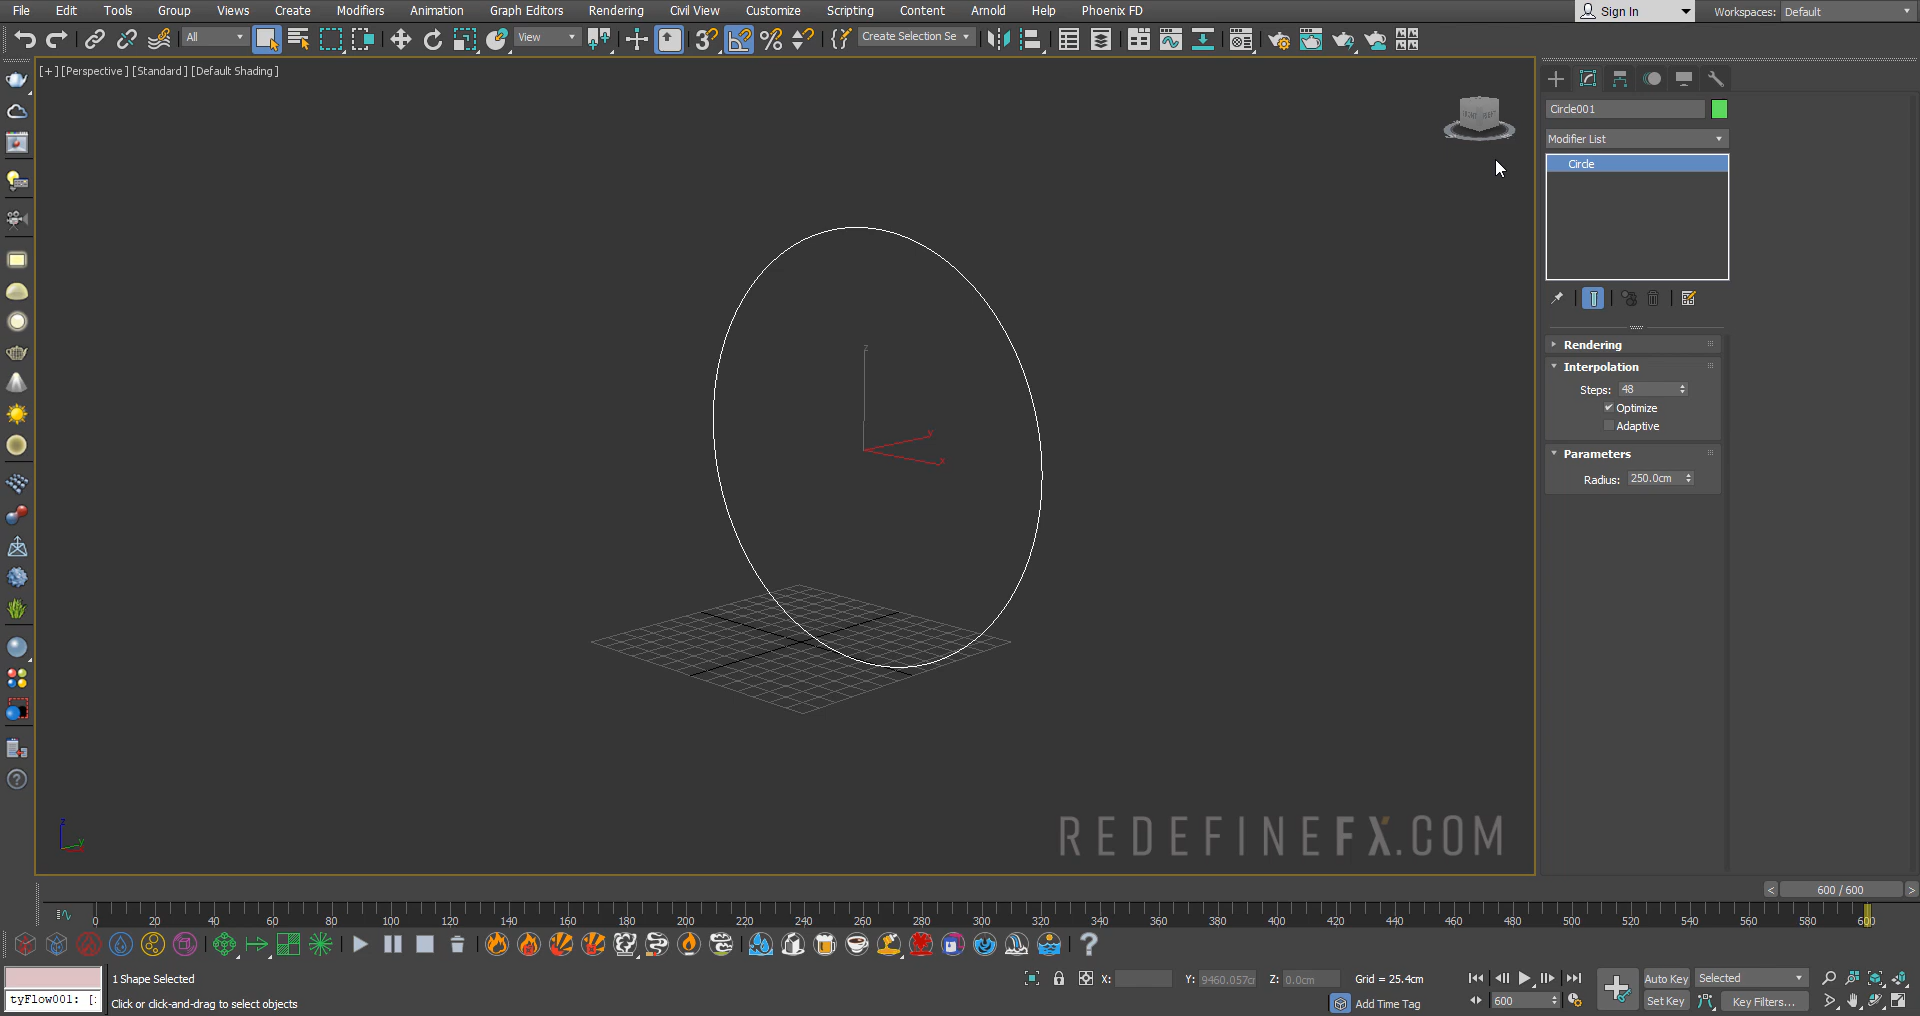 File Edit Tools Group Views Create Modifiers Animation Graph Editors Rendering Civil View Customize Scripting Content Arnold Help Phoenix FD Sign In Workspaces: Default
All View 3 Create Selection Se
[+] [Perspective ] [Standard ] [Default Shading ]
Circle001
Modifier List
Circle
Rendering
Interpolation
Steps: 48
Optimize
Adaptive
Parameters
Radius: 250.0cm
z
y
x
z
y
REDEFINEFX.COM
< 600 / 600 >
0 20 40 60 80 100 120 140 160 180 200 220 240 260 280 300 320 340 360 380 400 420 440 460 480 500 520 540 560 580 600
1 Shape Selected X: Y: 9460.057cr Z: 0.0cm Grid = 25.4cm Auto Key Selected
tyFlow001: [: Click or click-and-drag to select objects Add Time Tag 600 Set Key Key Filters...